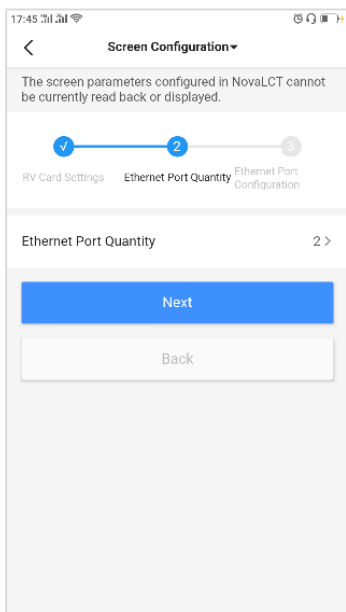 17:45
Screen Configuration
The screen parameters configured in NovaLCT cannot
be currently read back or displayed.
2
3
RV Card Settings
Ethernet Port Quantity
Ethernet Port
Configuration
Ethernet Port Quantity
2
Next
Back